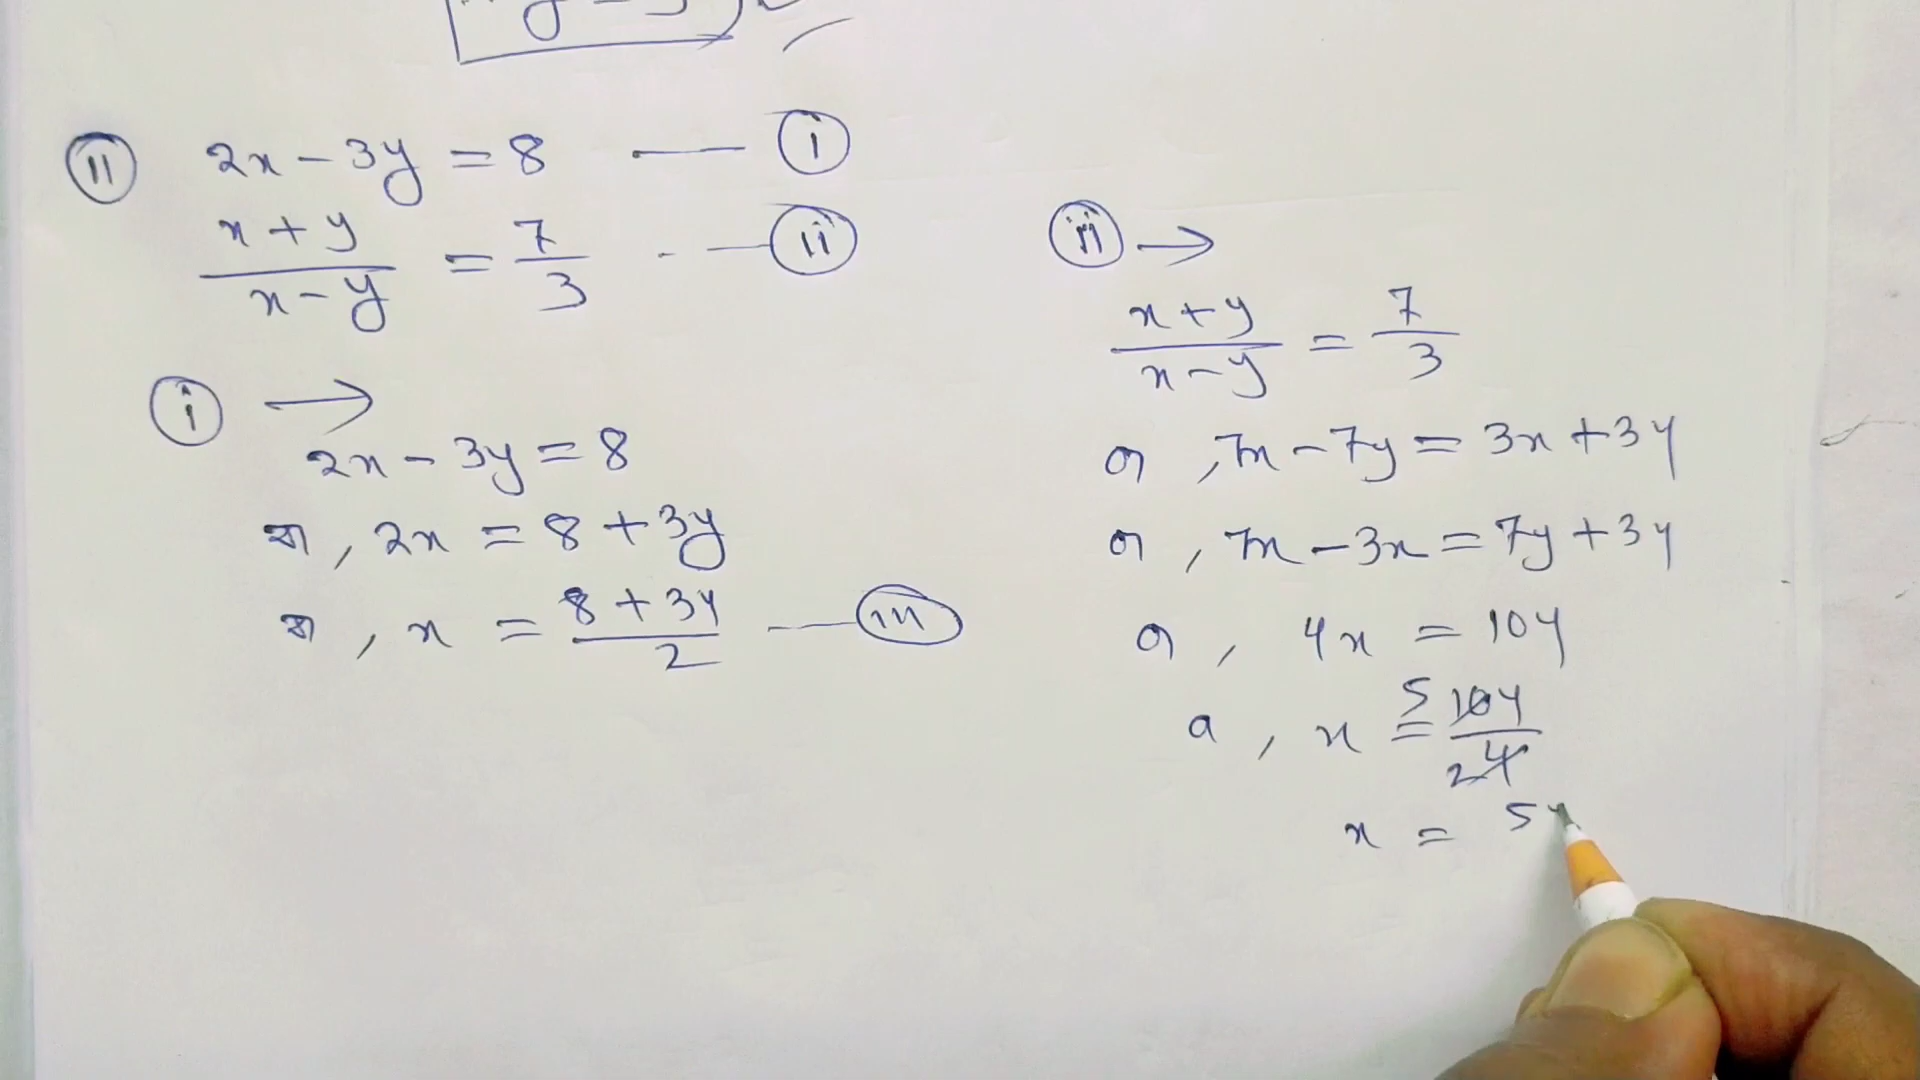 (ii) 2x - 3y = 8 — (i)
(x + y)/(x - y) = 7/3 . — (ii)
(i) →
2x - 3y = 8
বা, 2x = 8 + 3y
বা, x = (8 + 3y)/2 — (iii)
(ii) →
(x + y)/(x - y) = 7/3
বা, 7x - 7y = 3x + 3y
বা, 7x - 3x = 7y + 3y
বা, 4x = 10y
বা, x = 5 10y/2 4
x = 5y